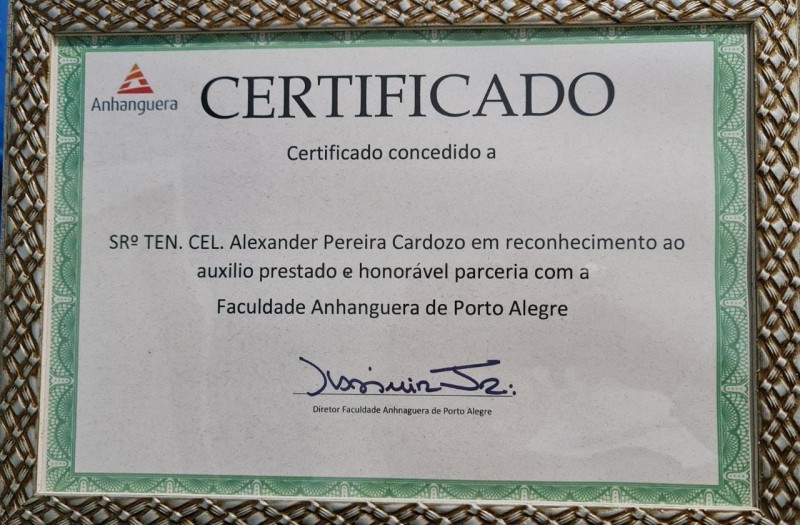 Anhanguera
CERTIFICADO
Certificado concedido a
SRº TEN. CEL. Alexander Pereira Cardozo em reconhecimento ao
auxilio prestado e honorável parceria com a
Faculdade Anhanguera de Porto Alegre
Diretor Faculdade Anhnaguera de Porto Alegre